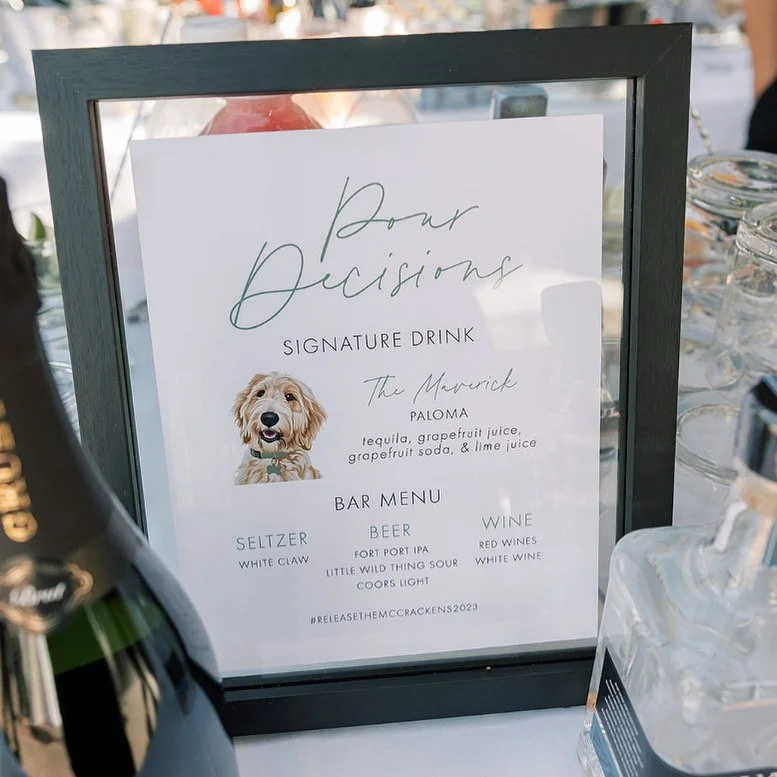 Pour
Decisions
SIGNATURE DRINK
The Maverick
PALOMA
tequila, grapefruit juice,
grapefruit soda, & lime juice
BAR MENU
SELTZER
WHITE CLAW
BEER
FORT PORT IPA
LITTLE WILD THING SOUR
COORS LIGHT
WINE
RED WINES
WHITE WINE
#RELEASETHEMCCRACKENS2023
Brut